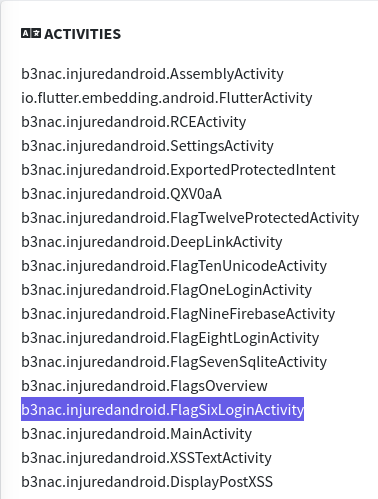 ACTIVITIES
b3nac.injuredandroid.AssemblyActivity
io.flutter.embedding.android.FlutterActivity
b3nac.injuredandroid.RCEActivity
b3nac.injuredandroid.SettingsActivity
b3nac.injuredandroid.ExportedProtectedIntent
b3nac.injuredandroid.QXV0aA
b3nac.injuredandroid.FlagTwelveProtectedActivity
b3nac.injuredandroid.DeepLinkActivity
b3nac.injuredandroid.FlagTenUnicodeActivity
b3nac.injuredandroid.FlagOneLoginActivity
b3nac.injuredandroid.FlagNineFirebaseActivity
b3nac.injuredandroid.FlagEightLoginActivity
b3nac.injuredandroid.FlagSevenSqliteActivity
b3nac.injuredandroid.FlagsOverview
b3nac.injuredandroid.FlagSixLoginActivity
b3nac.injuredandroid.MainActivity
b3nac.injuredandroid.XSSTextActivity
b3nac.injuredandroid.DisplayPostXSS